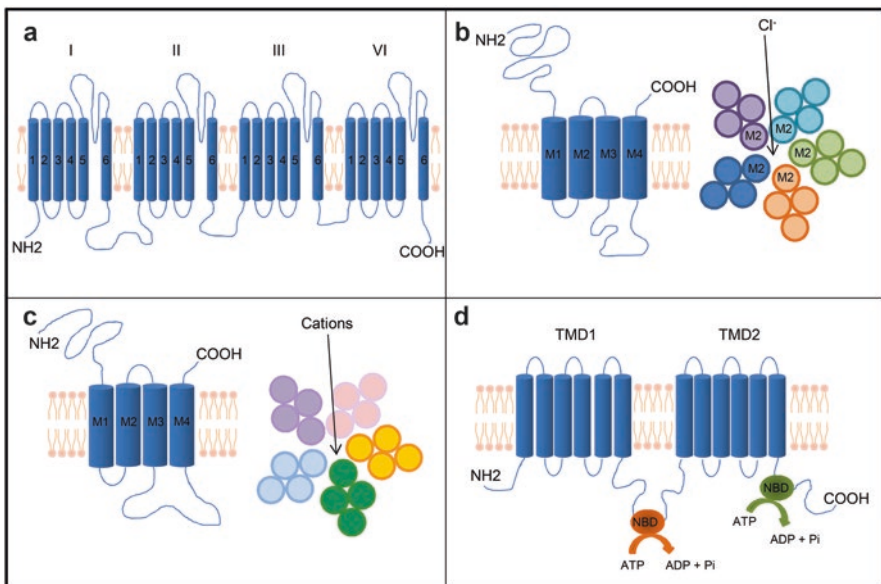 a
I II III VI
1 2 3 4 5 6 1 2 3 4 5 6 1 2 3 4 5 6 1 2 3 4 5 6
NH2
COOH
b
Cl-
NH2
COOH
M1 M2 M3 M4
M2
M2
M2
M2
M2
c
Cations
NH2
COOH
M1 M2 M3 M4
d
TMD1 TMD2
NH2
NBD
ATP ADP + Pi
NBD
COOH
ATP
ADP + Pi